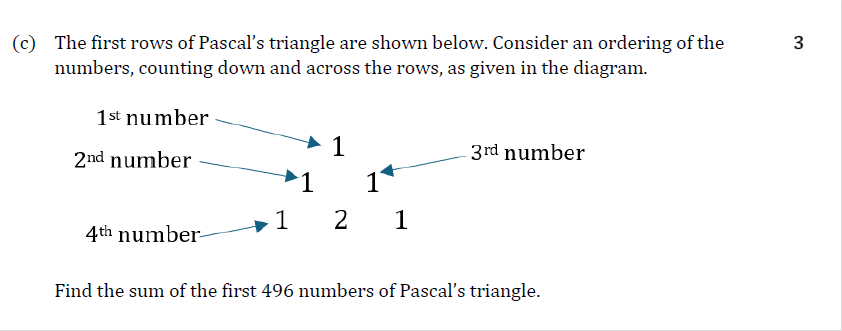 (c) The first rows of Pascal’s triangle are shown below. Consider an ordering of the 3
numbers, counting down and across the rows, as given in the diagram.
1st number
1
2nd number
3rd number
1 1
1 2 1
4th number
Find the sum of the first 496 numbers of Pascal’s triangle.